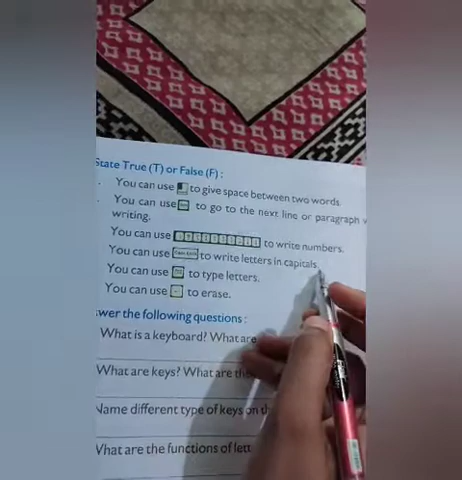 State True (T) or False (F) :
You can use to give space between two words.
You can use to go to the next line or paragraph
writing.
You can use to write numbers.
You can use Caps Lock to write letters in capitals.
You can use to type letters.
You can use to erase.
swer the following questions :
What is a keyboard? What are
What are keys? What are the
Name different type of keys on th
What are the functions of lett